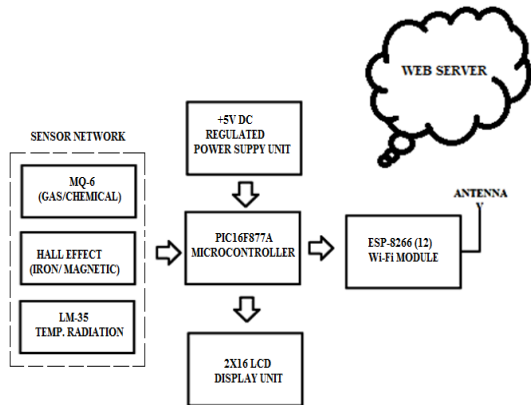 WEB SERVER
+5V DC
REGULATED
POWER SUPPY UNIT
SENSOR NETWORK
MQ-6
(GAS/CHEMICAL)
HALL EFFECT
(IRON/ MAGNETIC)
LM-35
TEMP. RADIATION
PIC16F877A
MICROCONTROLLER
ESP-8266 (12)
Wi-Fi MODULE
ANTENNA
2X16 LCD
DISPLAY UNIT